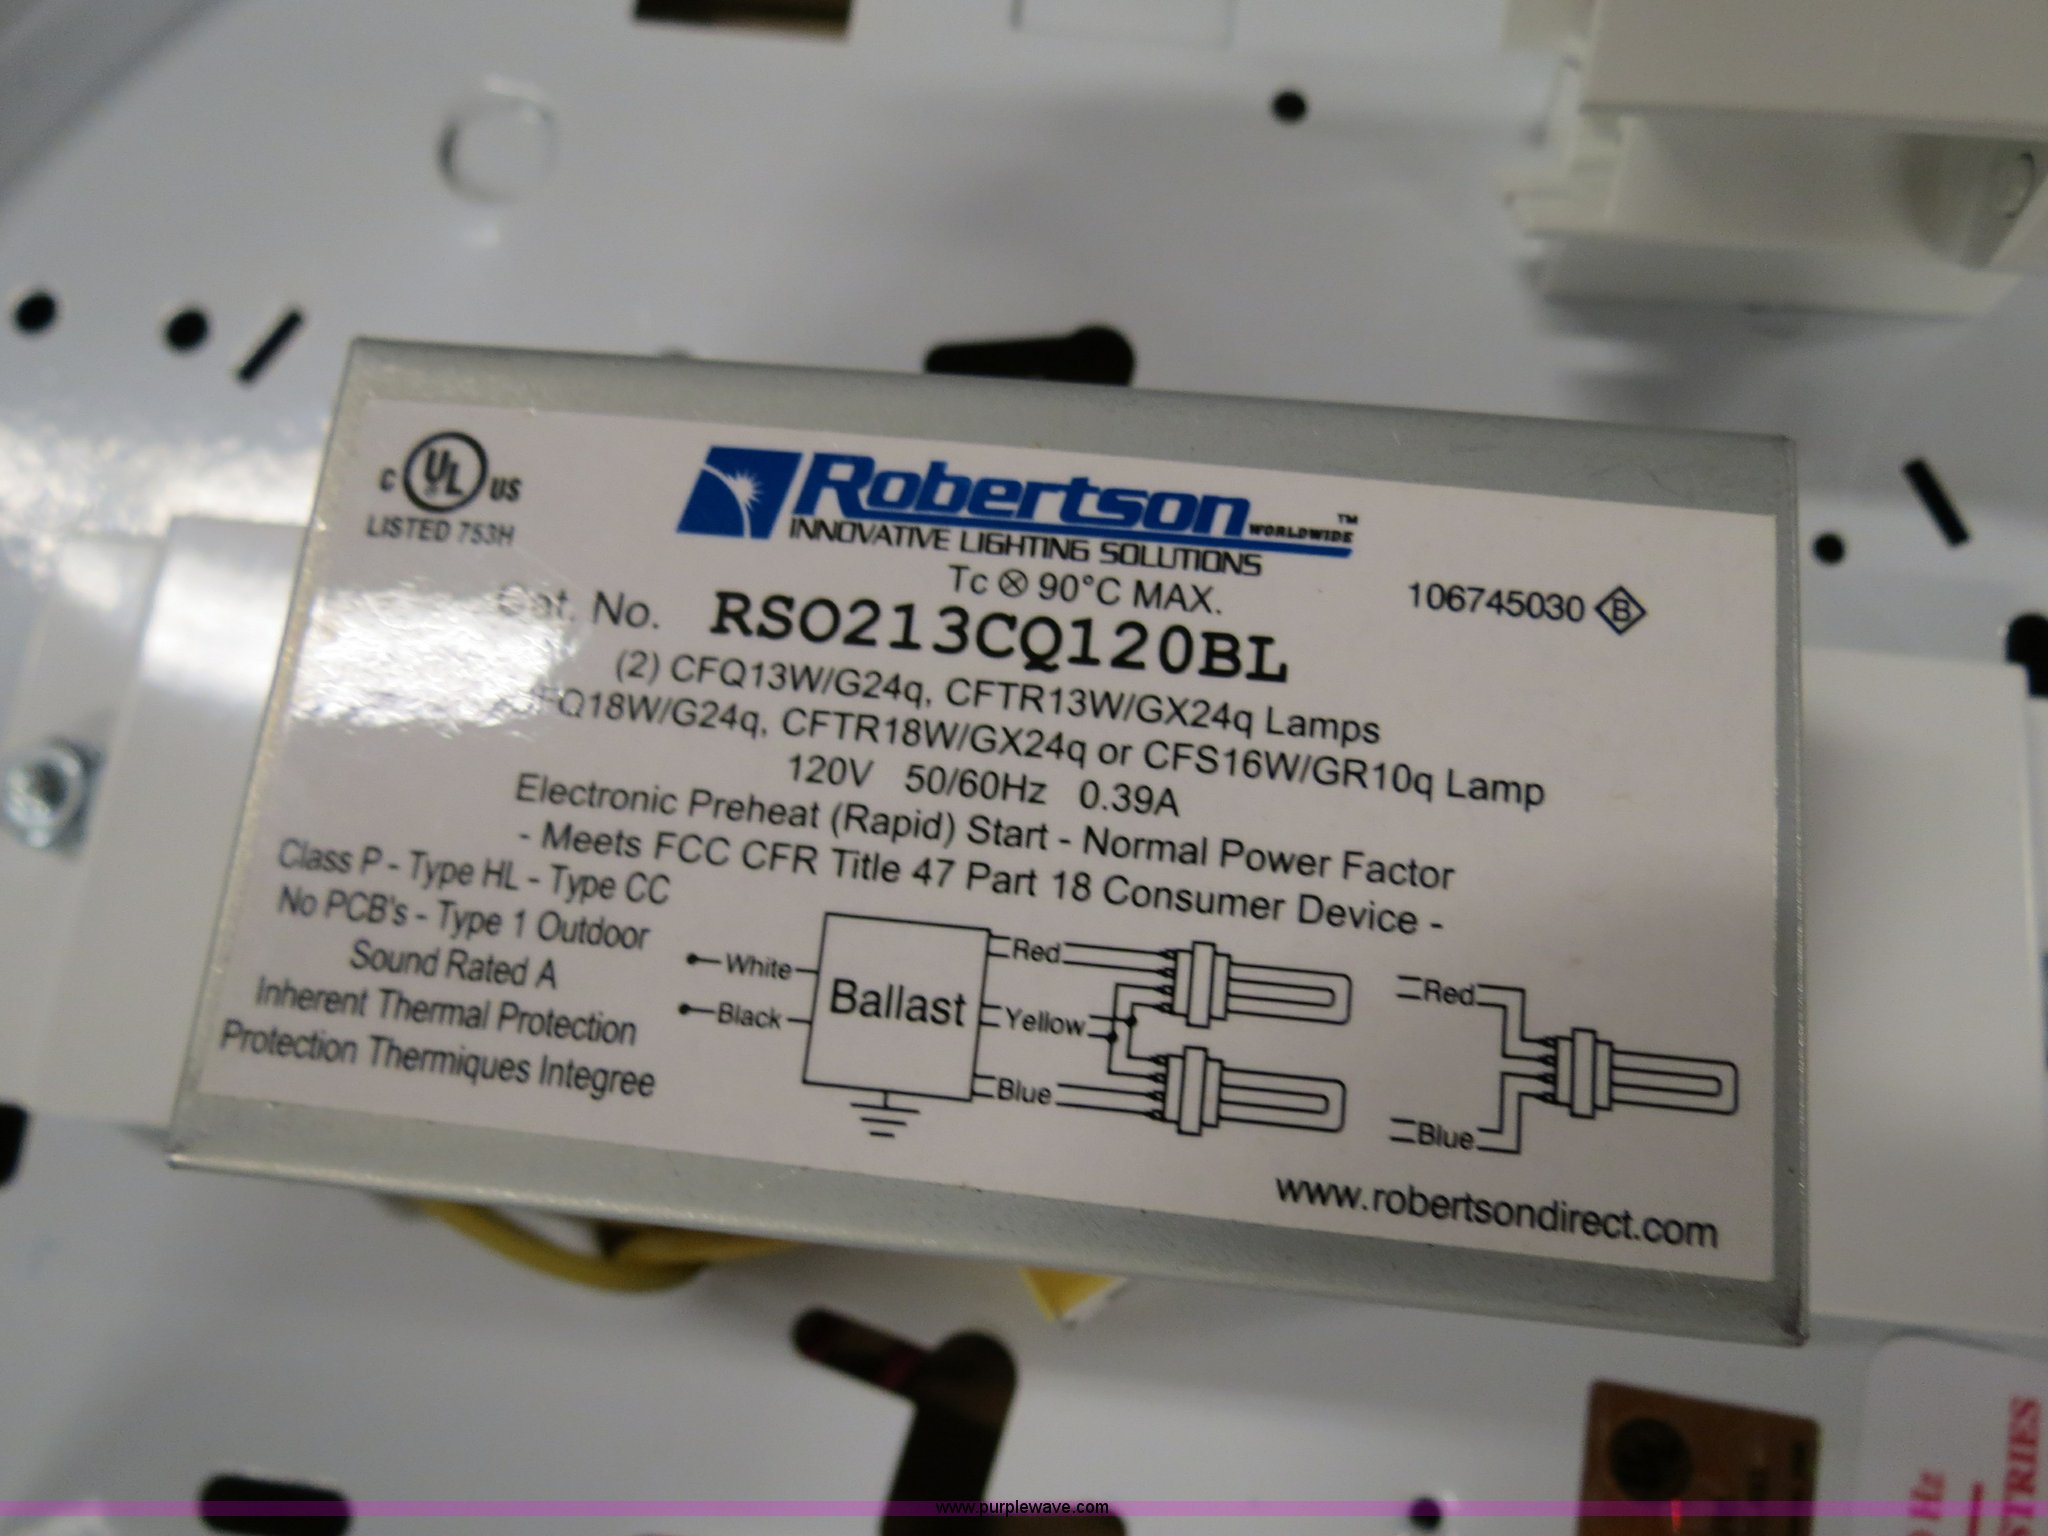 C UL US
LISTED 753H
Robertson WORLDWIDE ™
INNOVATIVE LIGHTING SOLUTIONS
Tc ⊗ 90°C MAX.
106745030 B
Cat. No. RSO213CQ120BL
(2) CFQ13W/G24q, CFTR13W/GX24q Lamps
CFQ18W/G24q, CFTR18W/GX24q or CFS16W/GR10q Lamp
120V 50/60Hz 0.39A
Electronic Preheat (Rapid) Start - Normal Power Factor
- Meets FCC CFR Title 47 Part 18 Consumer Device -
Class P - Type HL - Type CC
No PCB's - Type 1 Outdoor
Sound Rated A
Inherent Thermal Protection
Protection Thermiques Integree
White
Black
Ballast
Red
Yellow
Blue
Red
Blue
www.robertsondirect.com
Hz
www.purplewave.com